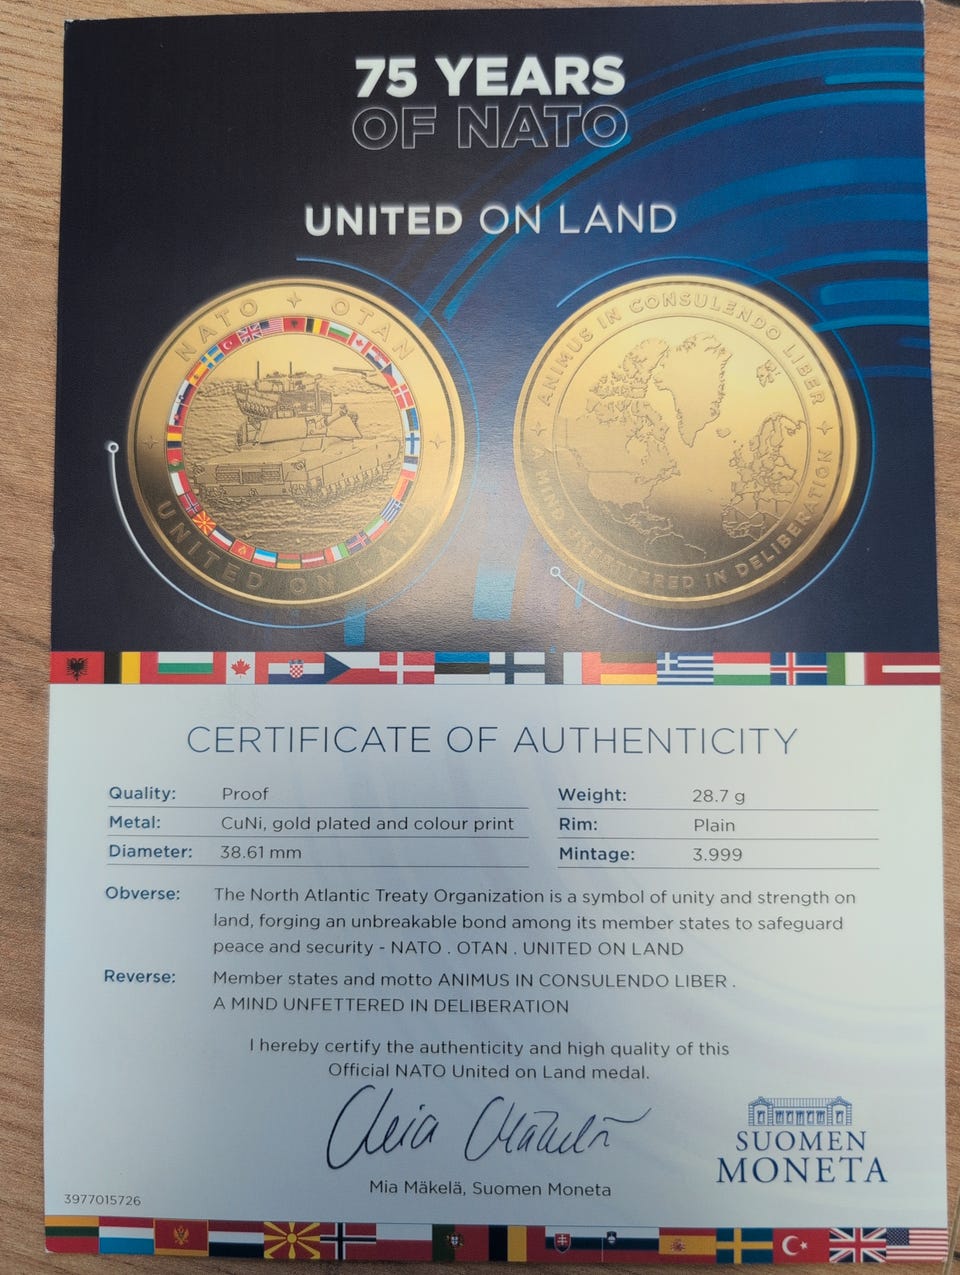 75 YEARS
OF NATO
UNITED ON LAND
NATO OTAN
UNITED ON LAND
ANIMUS IN CONSULENDO LIBER
A MIND UNFETTERED IN DELIBERATION
CERTIFICATE OF AUTHENTICITY
Quality: Proof
Metal: CuNi, gold plated and colour print
Diameter: 38.61 mm
Weight: 28.7 g
Rim: Plain
Mintage: 3.999
Obverse: The North Atlantic Treaty Organization is a symbol of unity and strength on
land, forging an unbreakable bond among its member states to safeguard
peace and security - NATO . OTAN . UNITED ON LAND
Reverse: Member states and motto ANIMUS IN CONSULENDO LIBER .
A MIND UNFETTERED IN DELIBERATION
I hereby certify the authenticity and high quality of this
Official NATO United on Land medal.
Mia Mäkelä
Mia Mäkelä, Suomen Moneta
SUOMEN
MONETA
3977015726